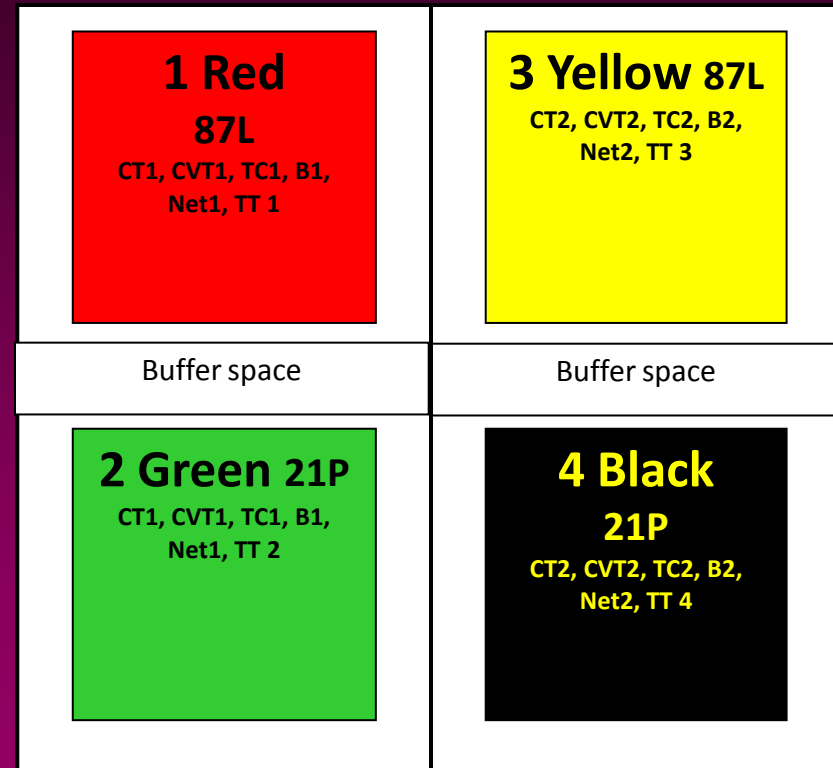 1 Red
87L
CT1, CVT1, TC1, B1,
Net1, TT 1
3 Yellow 87L
CT2, CVT2, TC2, B2,
Net2, TT 3
Buffer space
Buffer space
2 Green 21P
CT1, CVT1, TC1, B1,
Net1, TT 2
4 Black
21P
CT2, CVT2, TC2, B2,
Net2, TT 4